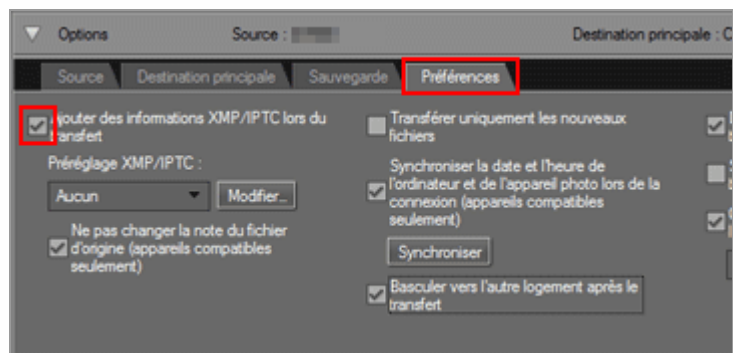 Options Source : Destination principale : C
Source Destination principale Sauvegarde Préférences
Ajouter des informations XMP/IPTC lors du
transfert
Préréglage XMP/IPTC :
Aucun Modifier...
Ne pas changer la note du fichier
d'origine (appareils compatibles
seulement)
Transférer uniquement les nouveaux
fichiers
Synchroniser la date et l'heure de
l'ordinateur et de l'appareil photo lors de la
connexion (appareils compatibles
seulement)
Synchroniser
Basculer vers l'autre logement après le
transfert